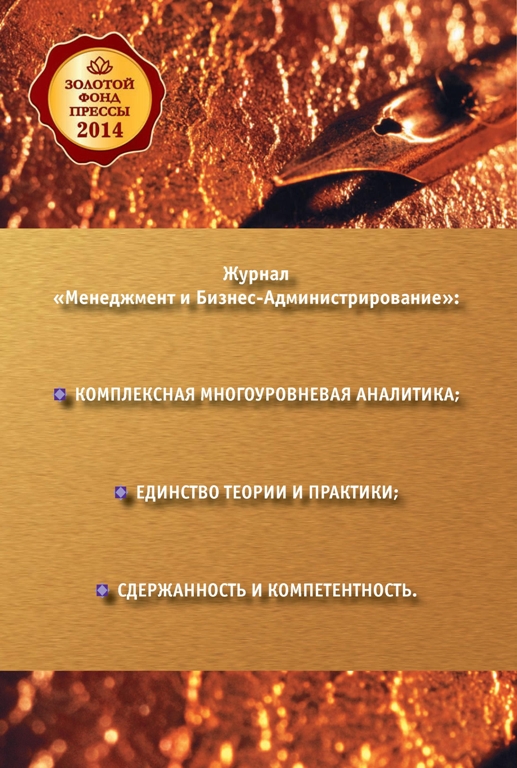 ЗОЛОТОЙ
ФОНД
ПРЕССЫ
2014
Журнал
«Менеджмент и Бизнес-Администрирование»:
КОМПЛЕКСНАЯ МНОГОУРОВНЕВАЯ АНАЛИТИКА;
ЕДИНСТВО ТЕОРИИ И ПРАКТИКИ;
СДЕРЖАННОСТЬ И КОМПЕТЕНТНОСТЬ.